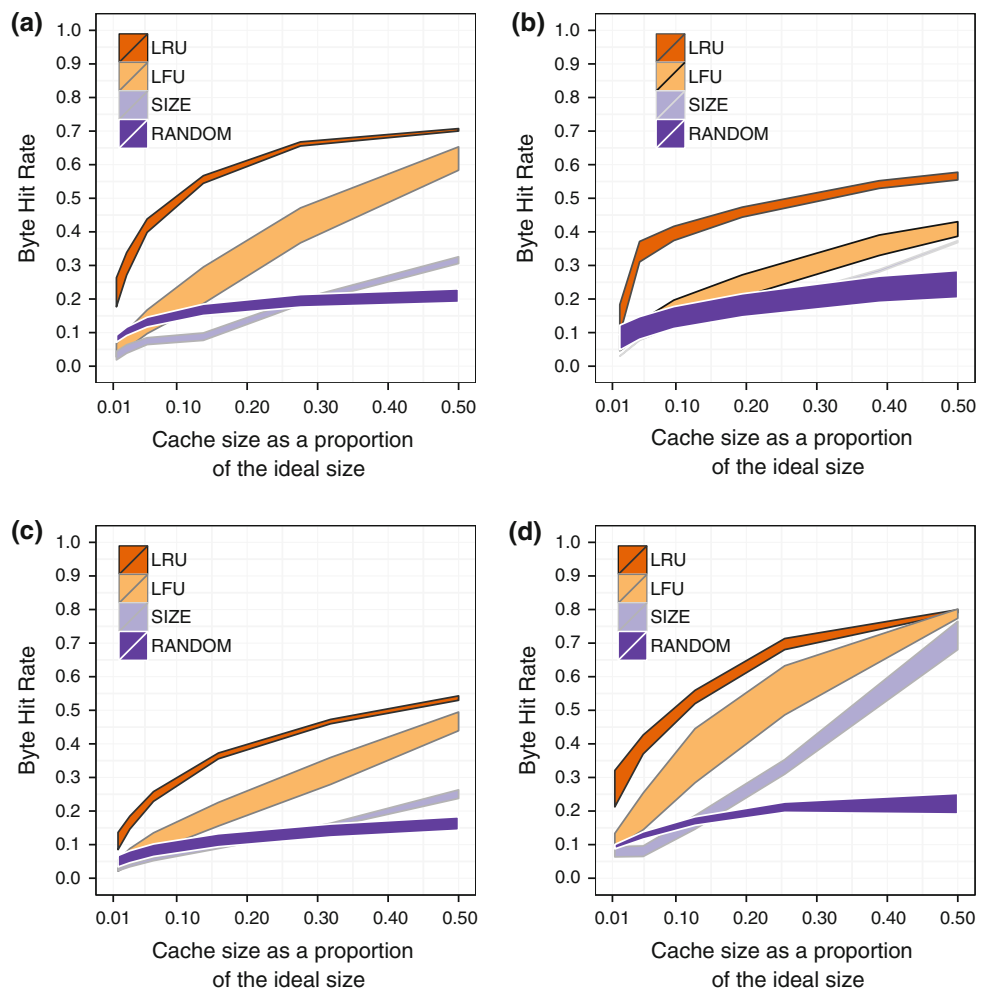 (a)
1.0
0.9
0.8
0.7
0.6
0.5
0.4
0.3
0.2
0.1
0.0
Byte Hit Rate
LRU
LFU
SIZE
RANDOM
0.01 0.10 0.20 0.30 0.40 0.50
Cache size as a proportion
of the ideal size
(b)
1.0
0.9
0.8
0.7
0.6
0.5
0.4
0.3
0.2
0.1
0.0
Byte Hit Rate
LRU
LFU
SIZE
RANDOM
0.01 0.10 0.20 0.30 0.40 0.50
Cache size as a proportion
of the ideal size
(c)
1.0
0.9
0.8
0.7
0.6
0.5
0.4
0.3
0.2
0.1
0.0
Byte Hit Rate
LRU
LFU
SIZE
RANDOM
0.01 0.10 0.20 0.30 0.40 0.50
Cache size as a proportion
of the ideal size
(d)
1.0
0.9
0.8
0.7
0.6
0.5
0.4
0.3
0.2
0.1
0.0
Byte Hit Rate
LRU
LFU
SIZE
RANDOM
0.01 0.10 0.20 0.30 0.40 0.50
Cache size as a proportion
of the ideal size